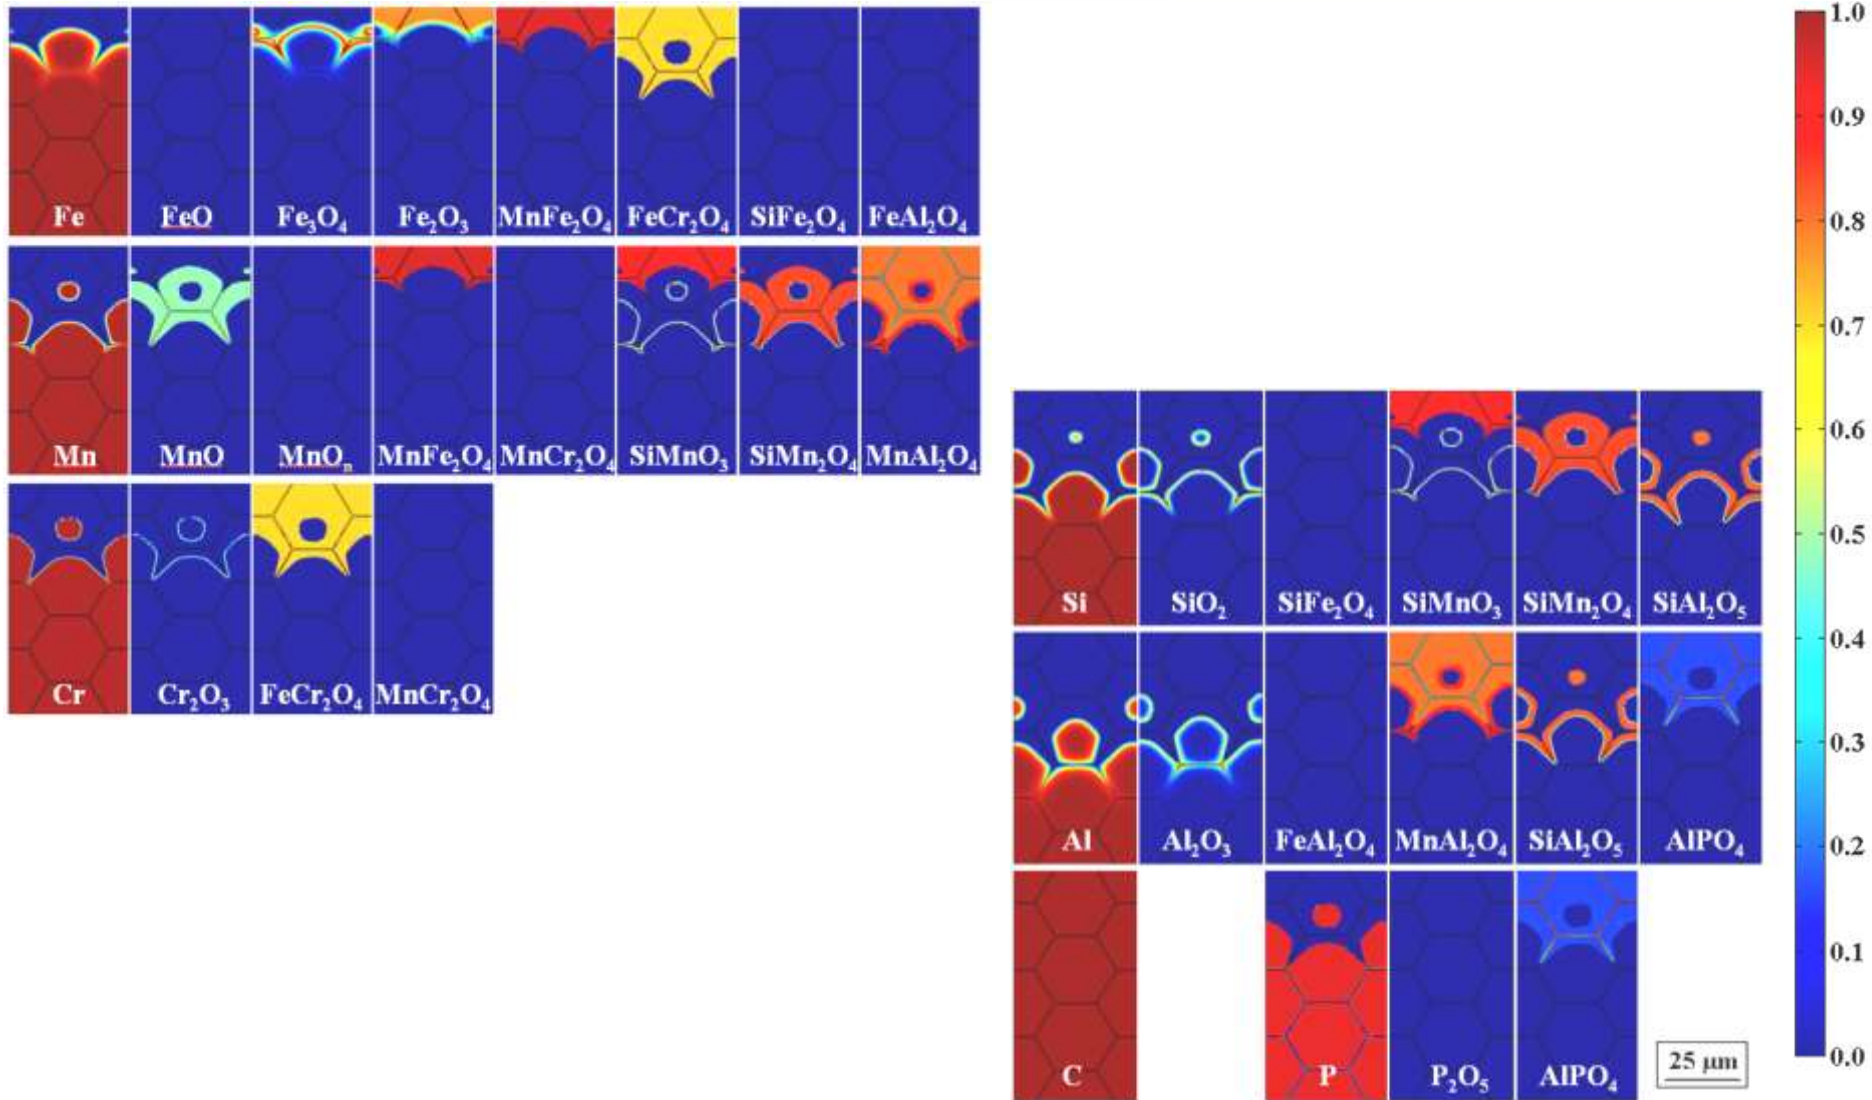 Fe FeO Fe₃O₄ Fe₂O₃ MnFe₂O₄ FeCr₂O₄ SiFe₂O₄ FeAl₂O₄
Mn MnO MnOₙ MnFe₂O₄ MnCr₂O₄ SiMnO₃ SiMn₂O₄ MnAl₂O₄
Cr Cr₂O₃ FeCr₂O₄ MnCr₂O₄
Si SiO₂ SiFe₂O₄ SiMnO₃ SiMn₂O₄ SiAl₂O₅
Al Al₂O₃ FeAl₂O₄ MnAl₂O₄ SiAl₂O₅ AlPO₄
C P P₂O₅ AlPO₄
25 μm
1.0
0.9
0.8
0.7
0.6
0.5
0.4
0.3
0.2
0.1
0.0